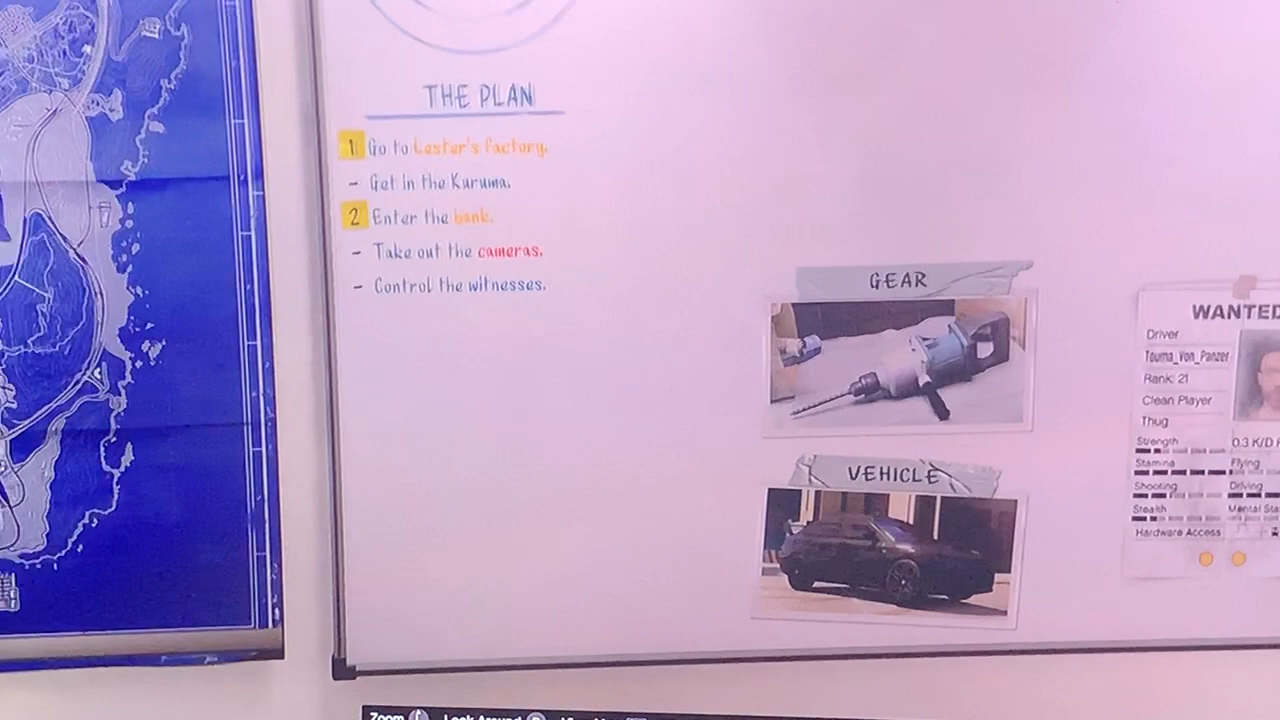 THE PLAN
1 Go to Lester's factory.
- Get in the Kuruma.
2 Enter the bank.
- Take out the cameras.
- Control the witnesses.
GEAR
VEHICLE
WANTED
Driver
Touma_Von_Panzer
Rank: 21
Clean Player
Thug
Strength
0.3 K/D
Stamina
Flying
Shooting
Driving
Stealth
Mental
Hardware Access
Zoom
Look Around